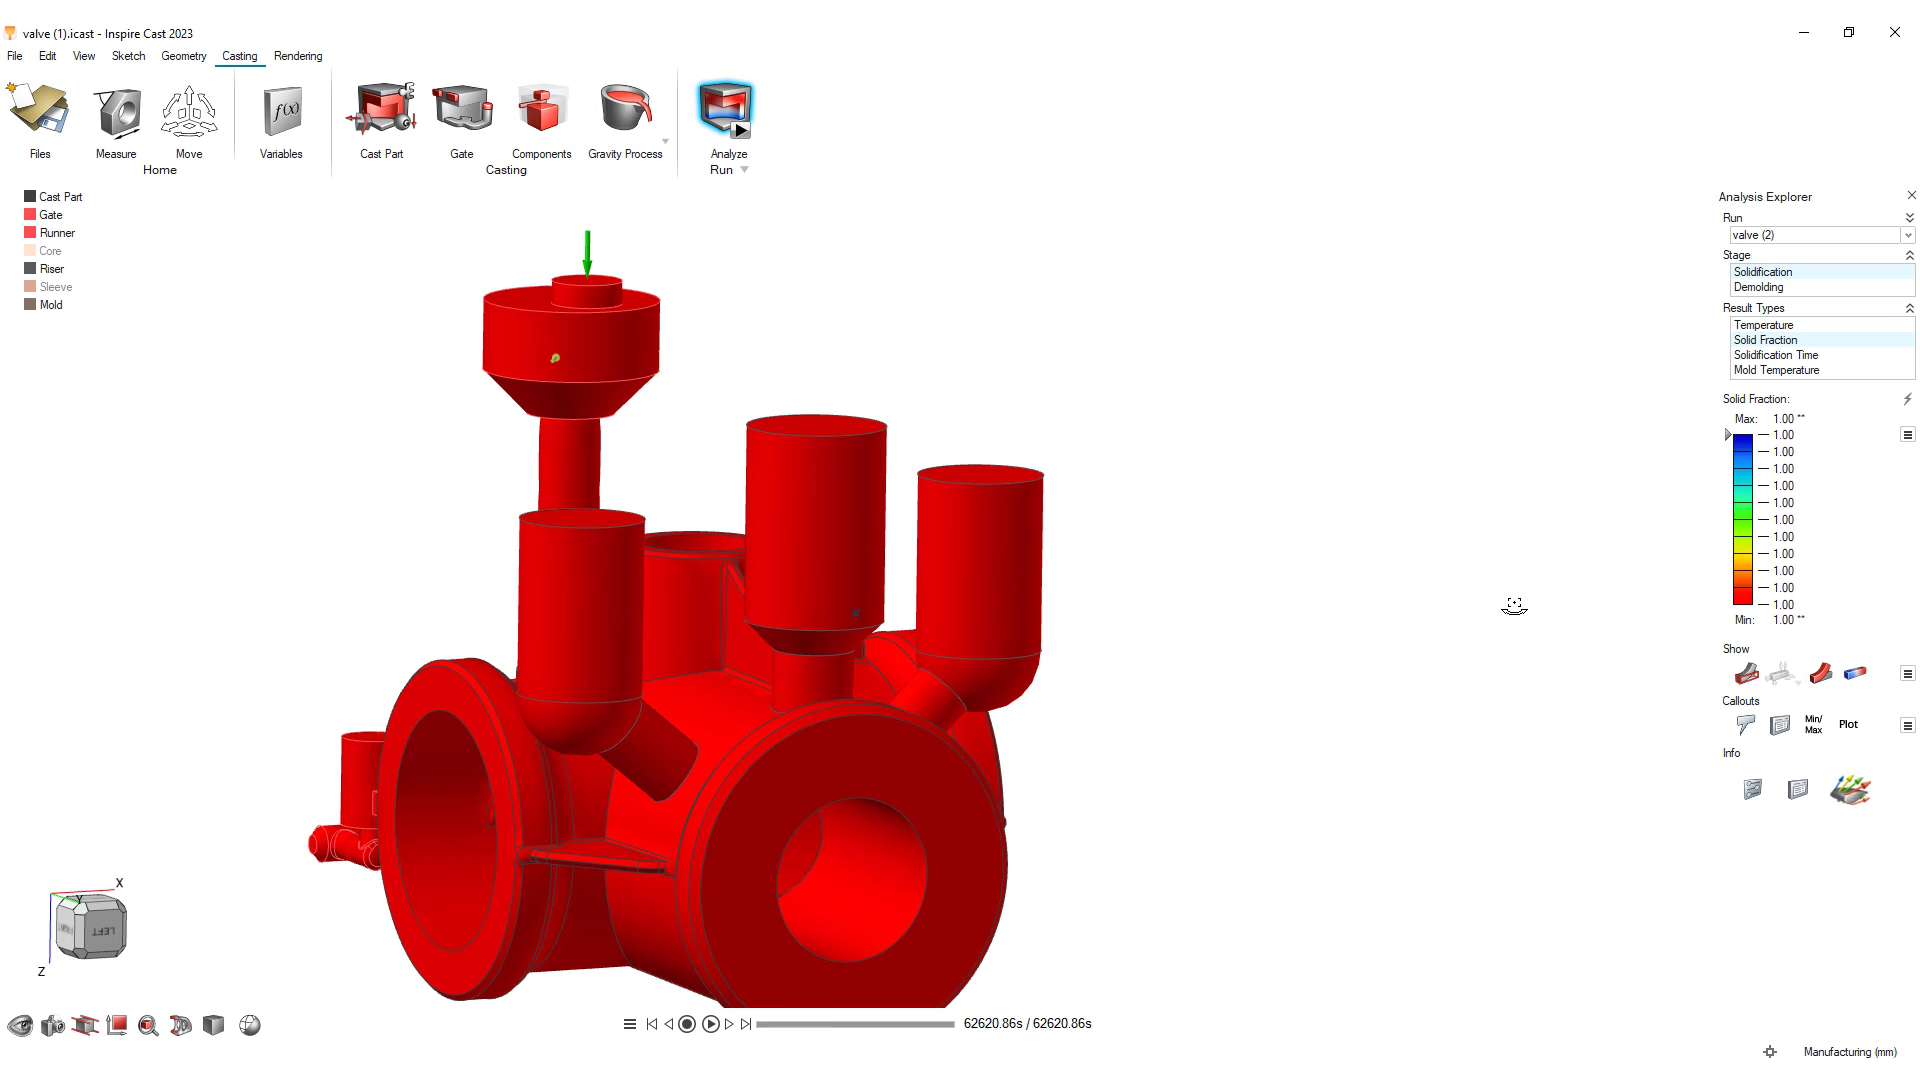 valve (1).icast - Inspire Cast 2023
File Edit View Sketch Geometry Casting Rendering
f(x)
Files Measure Move Variables Cast Part Gate Components Gravity Process Analyze
Home Casting Run
Cast Part
Gate
Runner
Core
Riser
Sleeve
Mold
Analysis Explorer
Run
valve (2)
Stage
Solidification
Demolding
Result Types
Temperature
Solid Fraction
Solidification Time
Mold Temperature
Solid Fraction:
Max: 1.00 **
1.00
1.00
1.00
1.00
1.00
1.00
1.00
1.00
1.00
1.00
1.00
Min: 1.00 **
Show
Callouts
Min/
Max
Plot
Info
X
Y
LEFT
Z
62620.86s / 62620.86s
Manufacturing (mm)